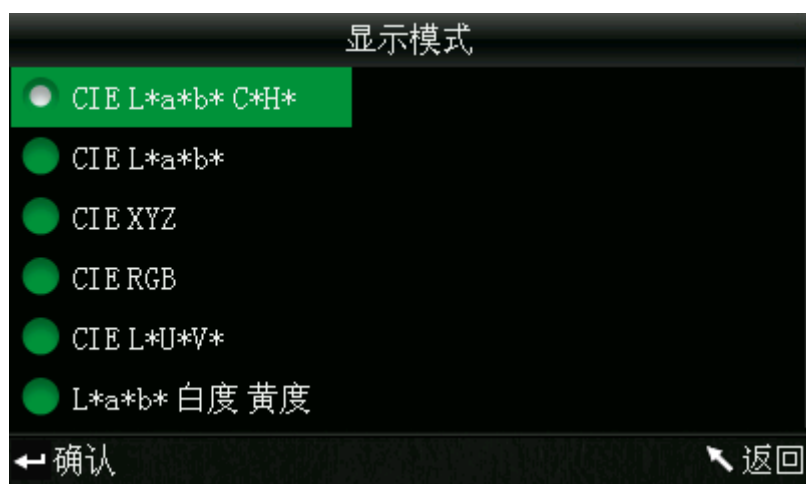 显示模式
CIE L*a*b* C*H*
CIE L*a*b*
CIE XYZ
CIE RGB
CIE L*U*V*
L*a*b* 白度 黄度
确认 返回